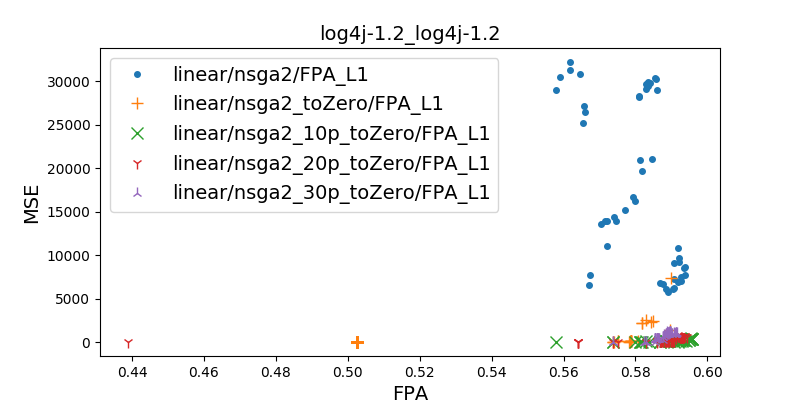 log4j-1.2_log4j-1.2
linear/nsga2/FPA_L1
linear/nsga2_toZero/FPA_L1
linear/nsga2_10p_toZero/FPA_L1
linear/nsga2_20p_toZero/FPA_L1
linear/nsga2_30p_toZero/FPA_L1
MSE
30000
25000
20000
15000
10000
5000
0
0.44 0.46 0.48 0.50 0.52 0.54 0.56 0.58 0.60
FPA